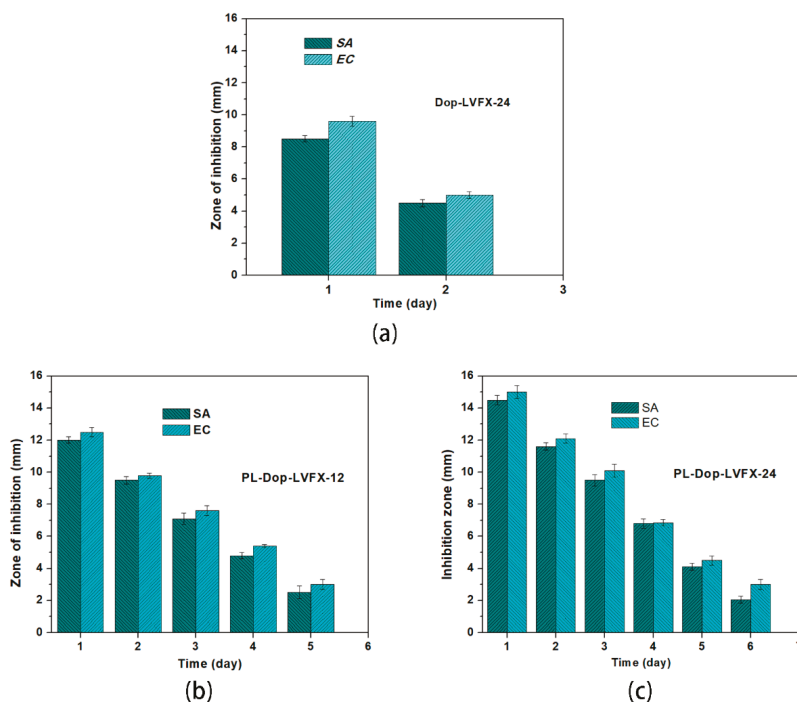 16
14
12
10
8
6
4
2
0
Zone of inhibition (mm)
SA
EC
Dop-LVFX-24
1 2 3
Time (day)
(a)
16
14
12
10
8
6
4
2
0
Zone of inhibition (mm)
SA
EC
PL-Dop-LVFX-12
1 2 3 4 5 6
Time (day)
(b)
16
14
12
10
8
6
4
2
0
Inhibition zone (mm)
SA
EC
PL-Dop-LVFX-24
1 2 3 4 5 6
Time (day)
(c)